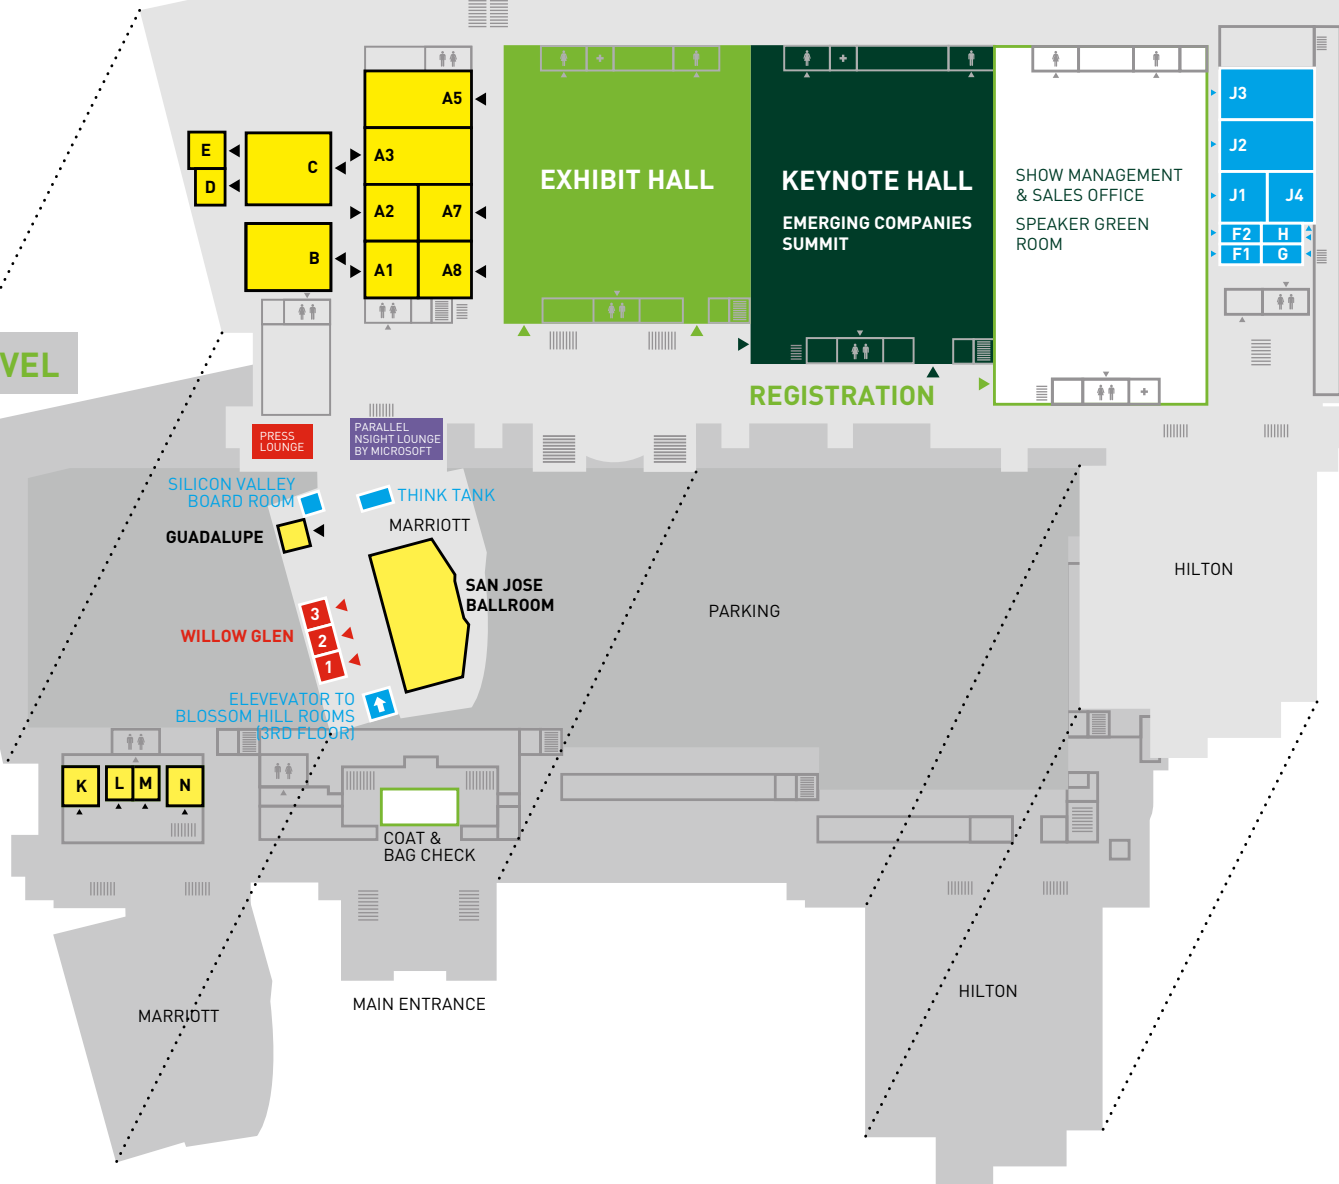 A5
J3
A3
J2
E
C
EXHIBIT HALL
KEYNOTE HALL
SHOW MANAGEMENT
& SALES OFFICE
D
J1
J4
A2
A7
EMERGING COMPANIES
SUMMIT
SPEAKER GREEN
ROOM
F2
H
B
F1
G
A1
A8
VEL
REGISTRATION
PRESS
LOUNGE
PARALLEL
NSIGHT LOUNGE
BY MICROSOFT
SILICON VALLEY
BOARD ROOM
THINK TANK
MARRIOTT
GUADALUPE
HILTON
SAN JOSE
BALLROOM
PARKING
3
WILLOW GLEN
2
1
ELEVEVATOR TO
BLOSSOM HILL ROOMS
(3RD FLOOR)
K
L
M
N
COAT &
BAG CHECK
MAIN ENTRANCE
HILTON
MARRIOTT